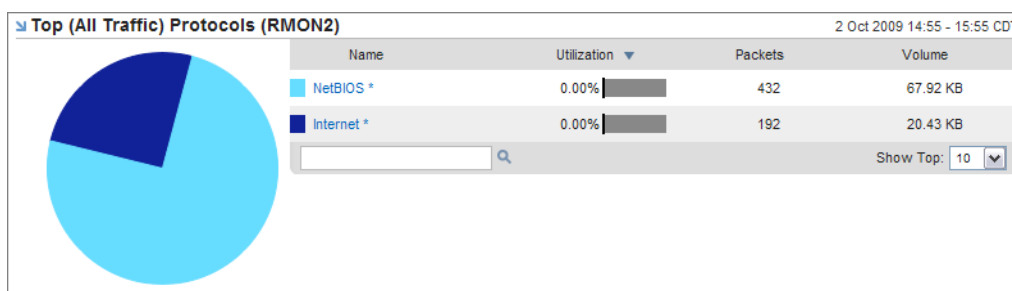 Top (All Traffic) Protocols (RMON2) 2 Oct 2009 14:55 - 15:55 CDT
Name Utilization Packets Volume
NetBIOS * 0.00% 432 67.92 KB
Internet * 0.00% 192 20.43 KB
Show Top: 10